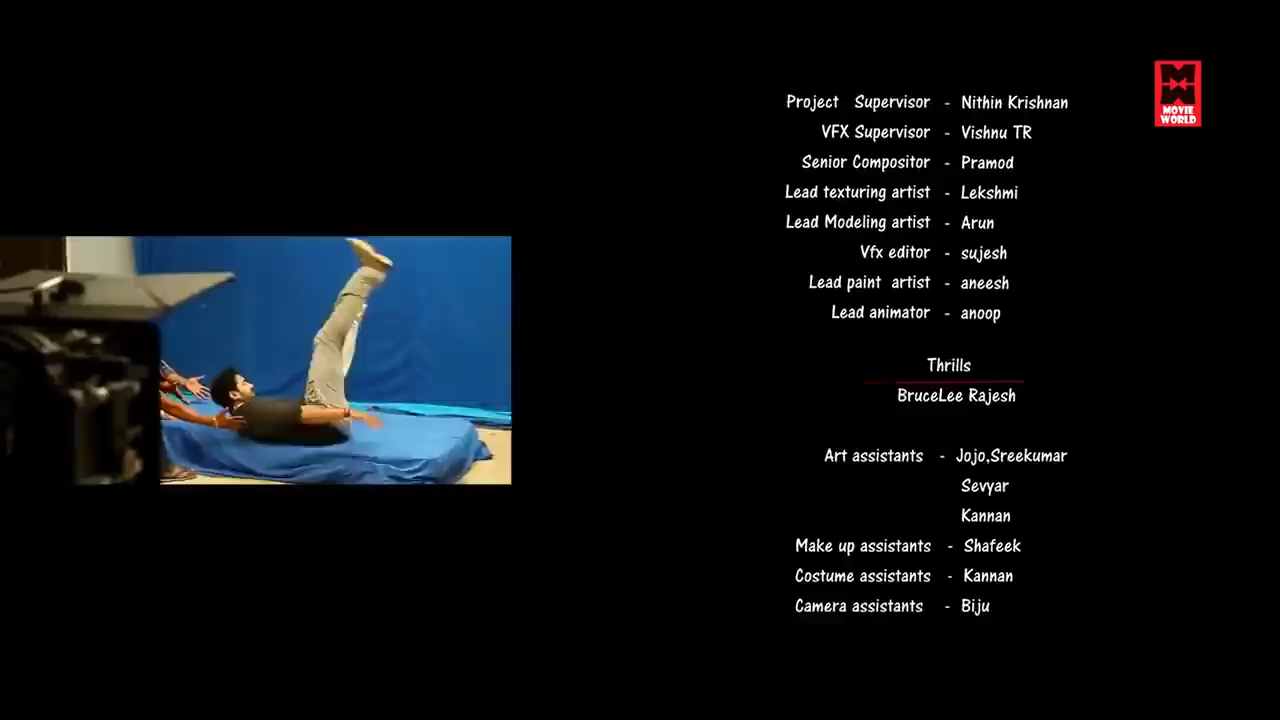 MOVIE
WORLD
Project Supervisor - Nithin Krishnan
VFX Supervisor - Vishnu TR
Senior Compositor - Pramod
Lead texturing artist - Lekshmi
Lead Modeling artist - Arun
Vfx editor - sujesh
Lead paint artist - aneesh
Lead animator - anoop
Thrills
BruceLee Rajesh
Art assistants - Jojo,Sreekumar
Sevyar
Kannan
Make up assistants - Shafeek
Costume assistants - Kannan
Camera assistants - Biju